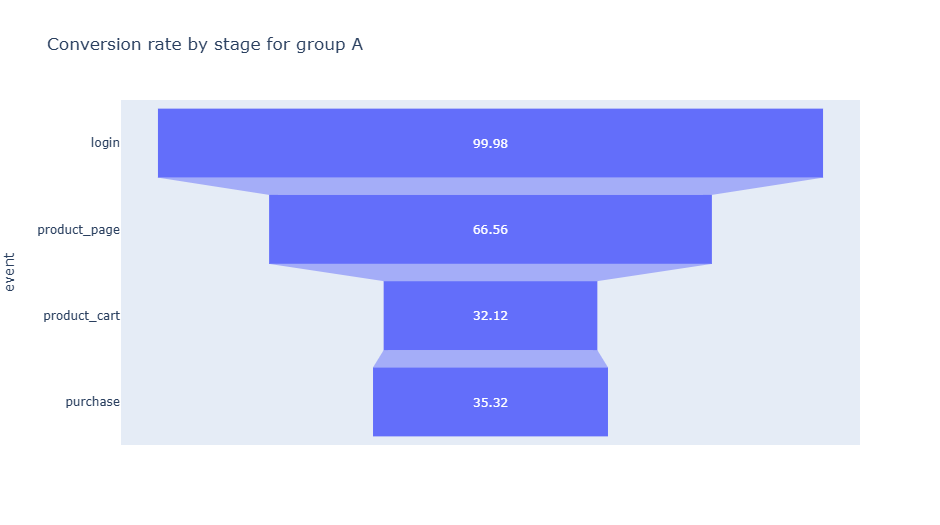 Conversion rate by stage for group A
event
login
99.98
product_page
66.56
product_cart
32.12
purchase
35.32